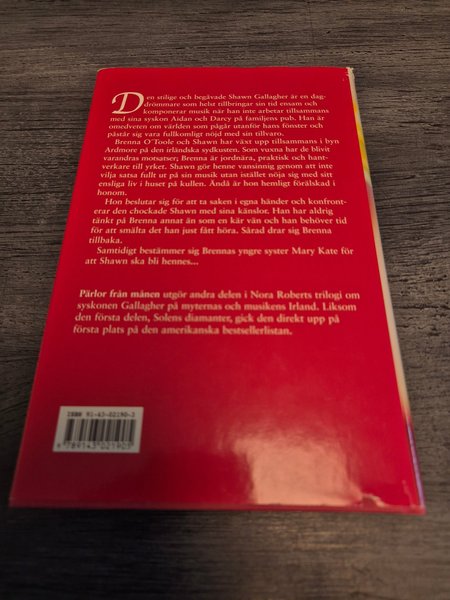 Den stilige och begåvade Shawn Gallagher är en dag-
drömmare som helst tillbringar sin tid ensam och
komponerar musik när han inte arbetar tillsammans
med sina syskon Aidan och Darcy på familjens pub. Han är
omedveten om världen som pågår utanför hans fönster och
påstår sig vara fullkomligt nöjd med sin tillvaro.
Brenna O'Toole och Shawn har växt upp tillsammans i byn
Ardmore på den irländska sydkusten. Som vuxna har de blivit
varandras motsatser; Brenna är jordnära, praktisk och hant-
verkare till yrket. Shawn gör henne vansinnig genom att inte
vilja satsa fullt ut på sin musik utan istället nöja sig med sitt
ensliga liv i huset på kullen. Ändå är hon hemligt förälskad i
honom.
Hon beslutar sig för att ta saken i egna händer och konfront-
erar den chockade Shawn med sina känslor. Han har aldrig
tänkt på Brenna annat än som en kär vän och han behöver tid
för att smälta det han just fått höra. Sårad drar sig Brenna
tillbaka.
Samtidigt bestämmer sig Brennas yngre syster Mary Kate för
att Shawn ska bli hennes...
Pärlor från månen utgör andra delen i Nora Roberts trilogi om
syskonen Gallagher på myternas och musikens Irland. Liksom
den första delen, Solens diamanter, gick den direkt upp på
första plats på den amerikanska bestsellerlistan.
ISBN 91-43-02190-3
9 789143 021905